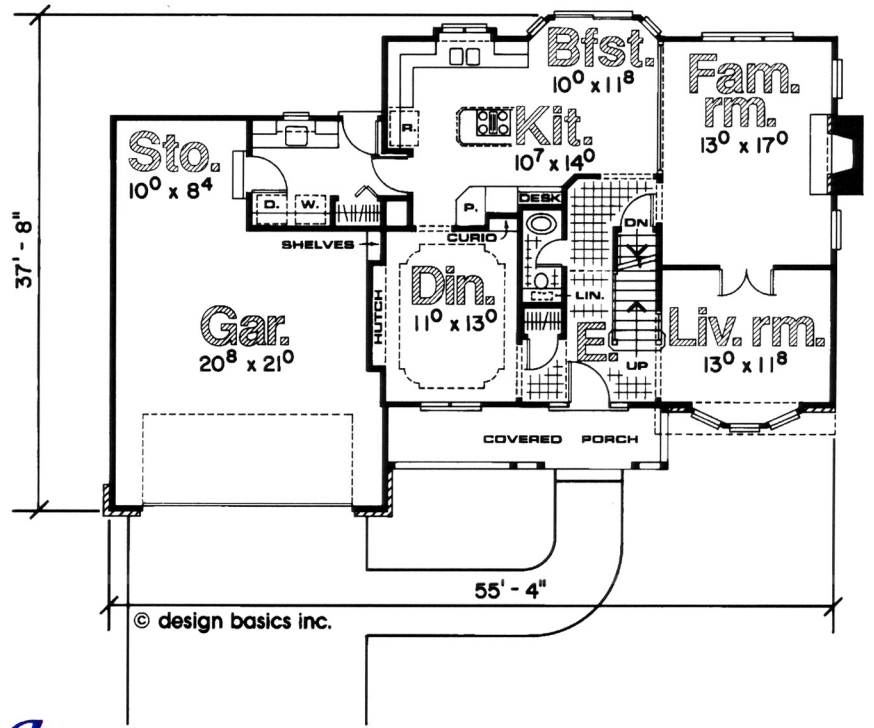 Bfst.
10⁰ x 11⁸
Fam.
rm.
13⁰ x 17⁰
Sto.
10⁰ x 8⁴
R.
Kit.
10⁷ x 14⁰
D. W.
P.
DESK
DN
SHELVES
CURIO
37' - 8"
HUTCH
Din.
11⁰ x 13⁰
LIN.
Gar.
20⁸ x 21⁰
E.
UP
Liv. rm.
13⁰ x 11⁸
COVERED PORCH
55' - 4"
© design basics inc.